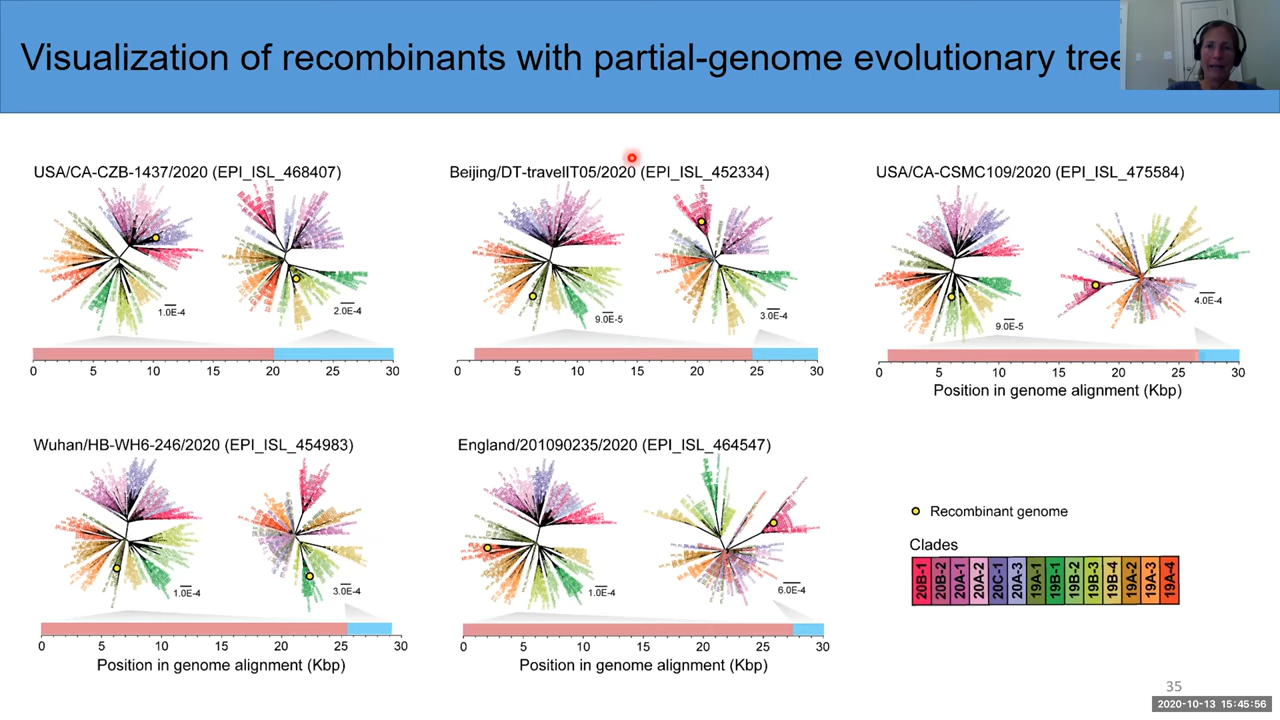 Visualization of recombinants with partial-genome evolutionary tree
USA/CA-CZB-1437/2020 (EPI_ISL_468407)
1.0E-4
2.0E-4
0 5 10 15 20 25 30
Beijing/DT-travelIT05/2020 (EPI_ISL_452334)
9.0E-5
3.0E-4
0 5 10 15 20 25 30
USA/CA-CSMC109/2020 (EPI_ISL_475584)
9.0E-5
4.0E-4
0 5 10 15 20 25 30
Position in genome alignment (Kbp)
Wuhan/HB-WH6-246/2020 (EPI_ISL_454983)
1.0E-4
3.0E-4
0 5 10 15 20 25 30
Position in genome alignment (Kbp)
England/201090235/2020 (EPI_ISL_464547)
1.0E-4
6.0E-4
0 5 10 15 20 25 30
Position in genome alignment (Kbp)
Recombinant genome
Clades
20B-1 20B-2 20A-1 20A-2 20C-1 20A-3 19A-1 19B-1 19B-2 19B-3 19B-4 19A-2 19A-3 19A-4
35
2020-10-13 15:45:56